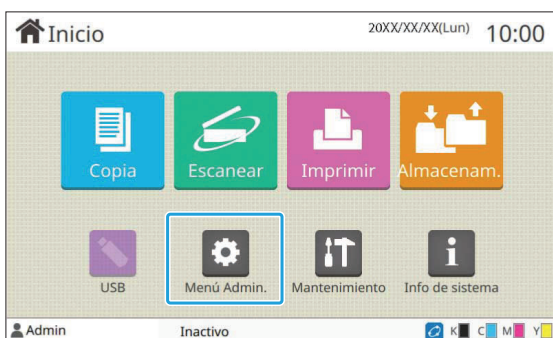 Inicio 20XX/XX/XX(Lun) 10:00
Copia Escanear Imprimir Almacenam.
USB Menú Admin. Mantenimiento Info de sistema
Admin Inactivo K C M Y